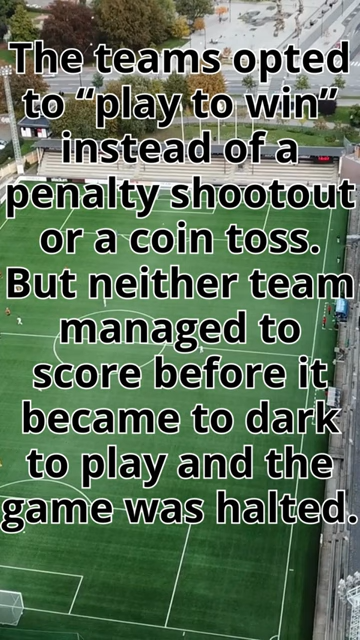 The teams opted
to “play to win”
instead of a
penalty shootout
or a coin toss.
But neither team
managed to
score before it
became to dark
to play and the
game was halted.